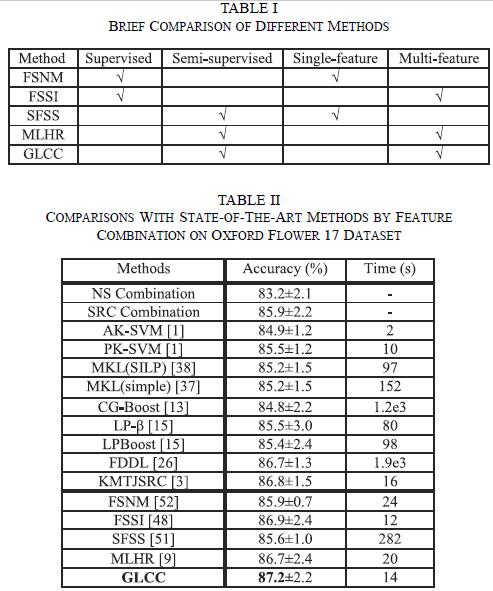 TABLE I
BRIEF COMPARISON OF DIFFERENT METHODS
Method Supervised Semi-supervised Single-feature Multi-feature
FSNM √ √
FSSI √ √
SFSS √ √
MLHR √ √
GLCC √ √
TABLE II
COMPARISONS WITH STATE-OF-THE-ART METHODS BY FEATURE
COMBINATION ON OXFORD FLOWER 17 DATASET
Methods Accuracy (%) Time (s)
NS Combination 83.2±2.1 -
SRC Combination 85.9±2.2 -
AK-SVM [1] 84.9±1.2 2
PK-SVM [1] 85.5±1.2 10
MKL(SILP) [38] 85.2±1.5 97
MKL(simple) [37] 85.2±1.5 152
CG-Boost [13] 84.8±2.2 1.2e3
LP-β [15] 85.5±3.0 80
LPBoost [15] 85.4±2.4 98
FDDL [26] 86.7±1.3 1.9e3
KMTJSRC [3] 86.8±1.5 16
FSNM [52] 85.9±0.7 24
FSSI [48] 86.9±2.4 12
SFSS [51] 85.6±1.0 282
MLHR [9] 86.7±2.4 20
GLCC 87.2±2.2 14